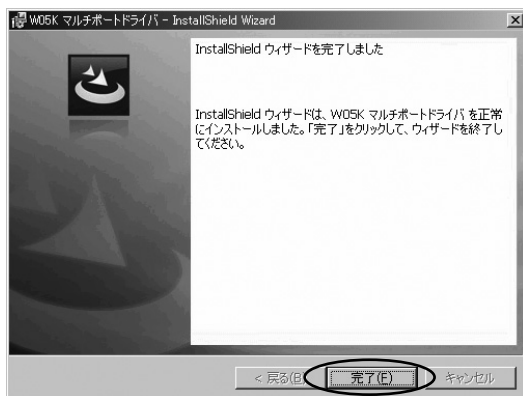 W05K マルチポートドライバ - InstallShield Wizard
InstallShield ウィザードを完了しました
InstallShield ウィザードは、W05K マルチポートドライバ を正常
にインストールしました。「完了」をクリックして、ウィザードを終了し
てください。
< 戻る(B) 完了(F) キャンセル